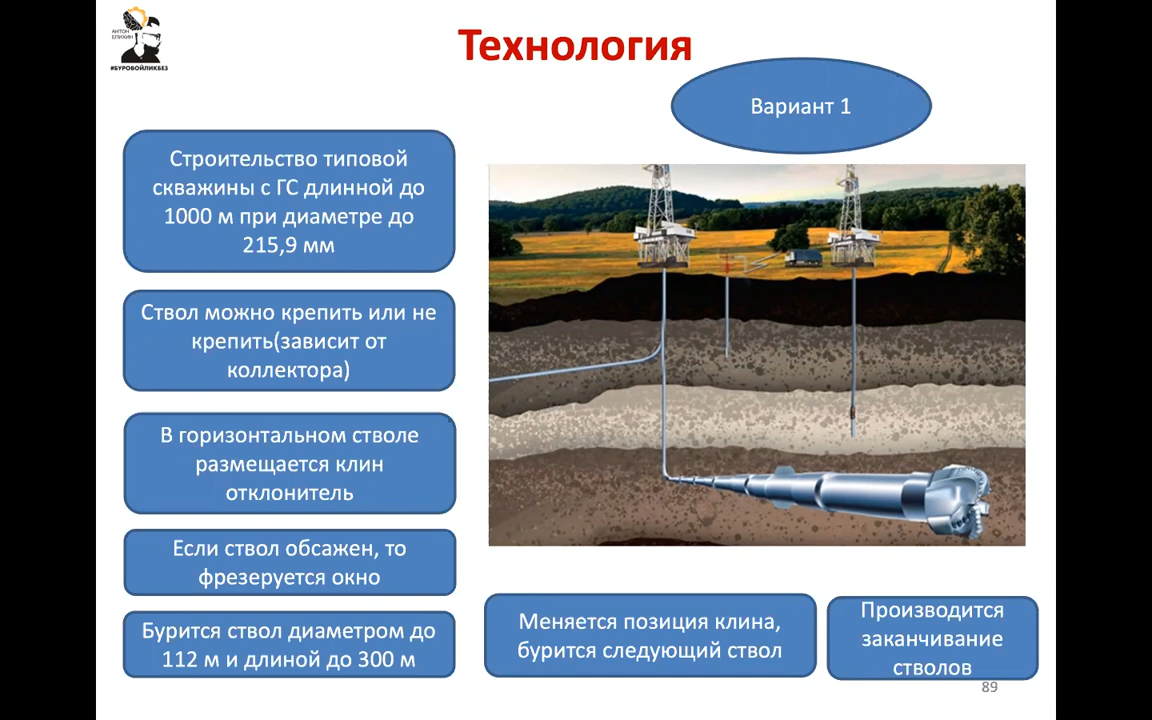 АНТОН
ЕПИХИН
#БУРОВОЙЛИКБЕЗ
Технология
Вариант 1
Строительство типовой
скважины с ГС длинной до
1000 м при диаметре до
215,9 мм
Ствол можно крепить или не
крепить(зависит от
коллектора)
В горизонтальном стволе
размещается клин
отклонитель
Если ствол обсажен, то
фрезеруется окно
Бурится ствол диаметром до
112 м и длиной до 300 м
Меняется позиция клина,
бурится следующий ствол
Производится
заканчивание
стволов
89